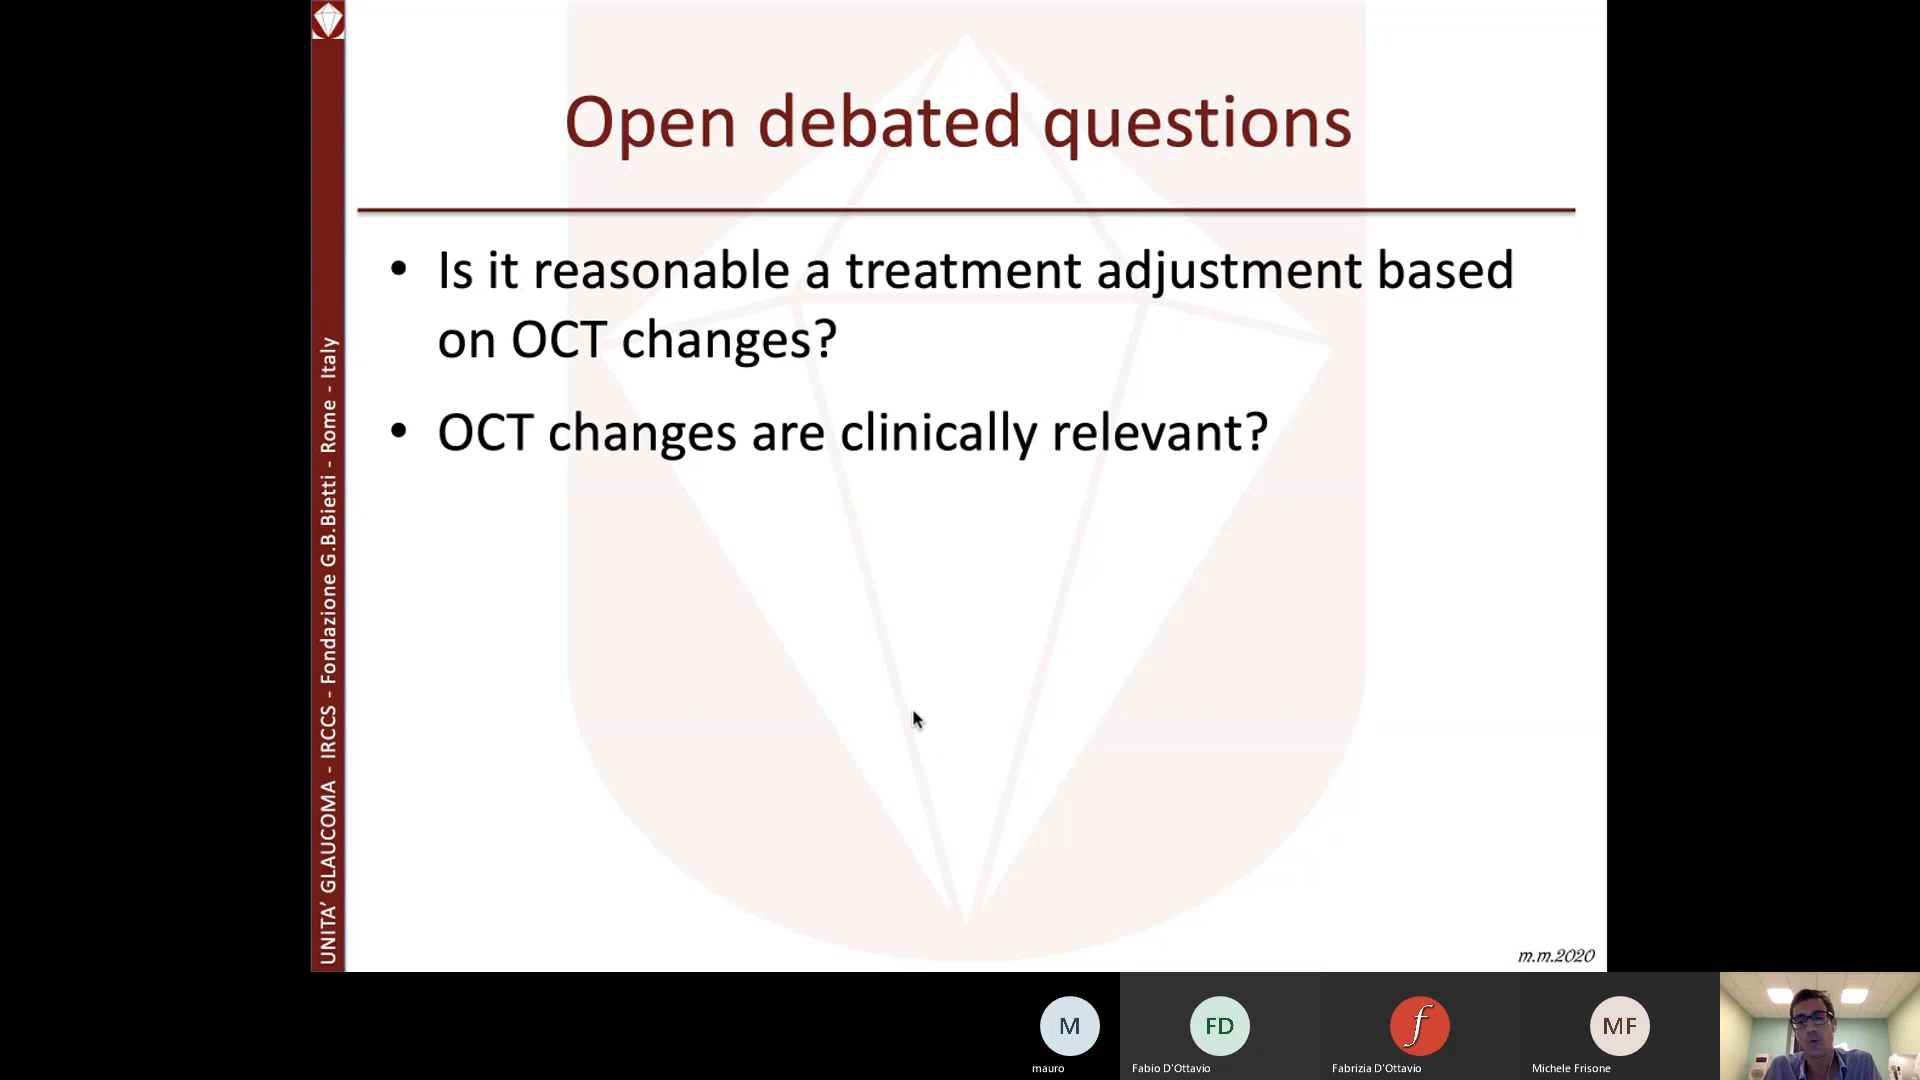 Open debated questions
• Is it reasonable a treatment adjustment based
on OCT changes?
• OCT changes are clinically relevant?
UNITA’ GLAUCOMA - IRCCS - Fondazione G.B.Bietti - Rome - Italy
m.m.2020
M
mauro
FD
Fabio D'Ottavio
f
Fabrizia D'Ottavio
MF
Michele Frisone